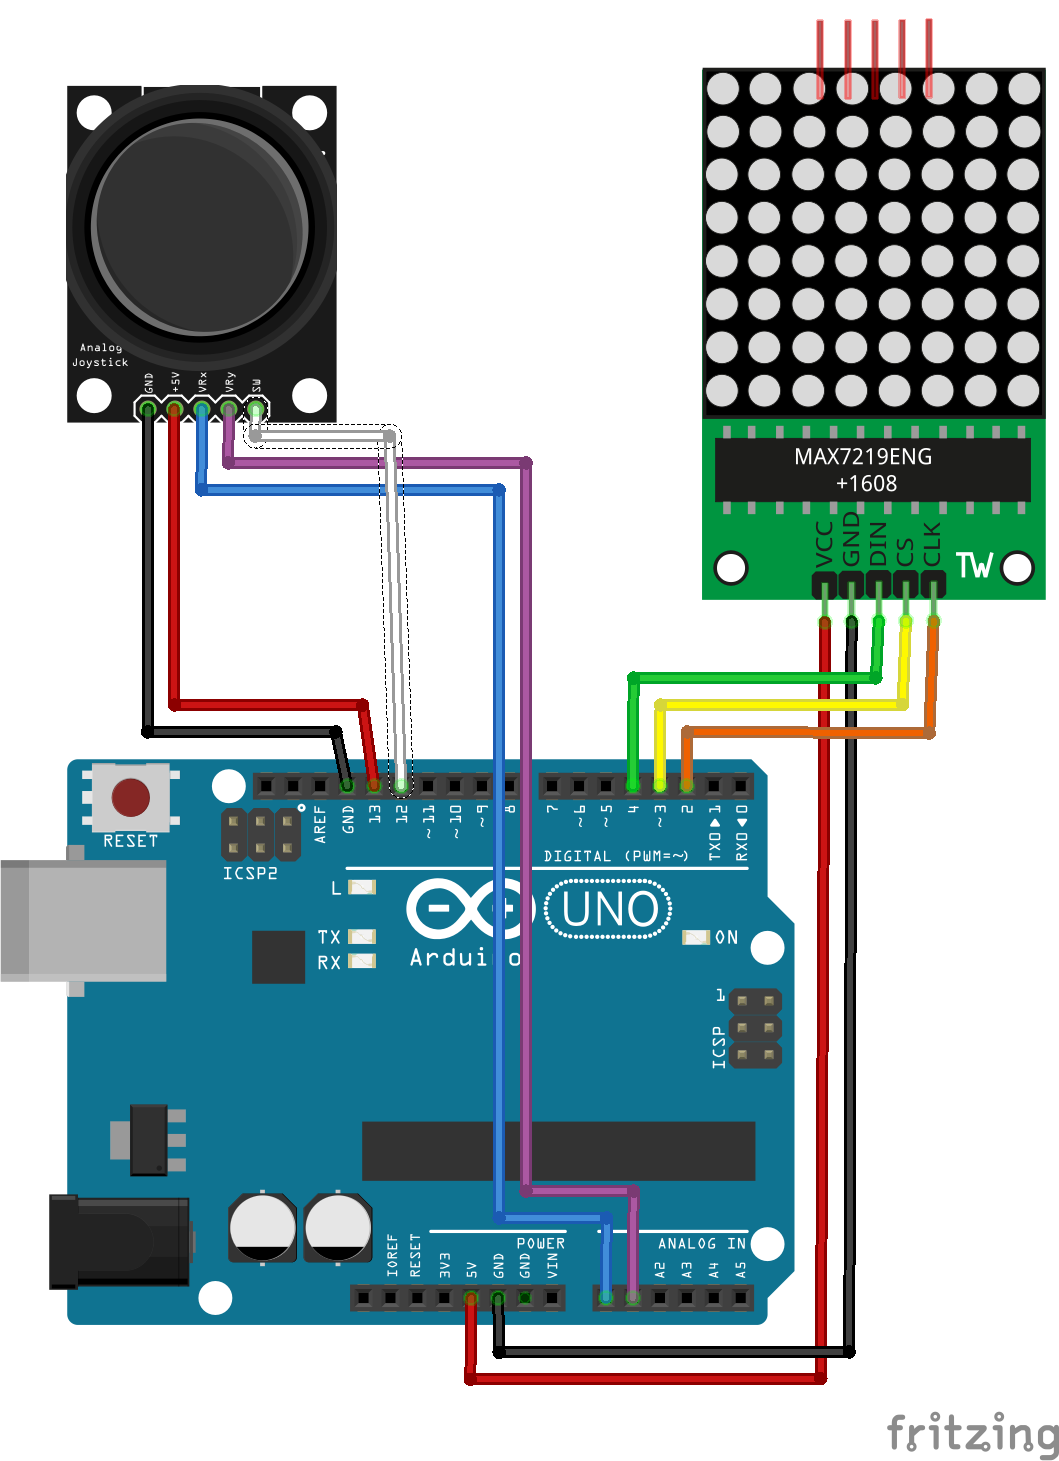 Analog
Joystick
GND
+5V
VRx
VRy
SW
MAX7219ENG
+1608
VCC
GND
DIN
CS
CLK
TW
RESET
ICSP2
AREF
GND
13
12
~11
~10
~9
8
7
~6
~5
4
~3
2
TX0▶1
RX0◀0
DIGITAL (PWM=~)
L
TX
RX
Arduino
UNO
ON
1
ICSP
IOREF
RESET
3V3
5V
GND
GND
VIN
POWER
ANALOG IN
A2
A3
A4
A5
fritzing